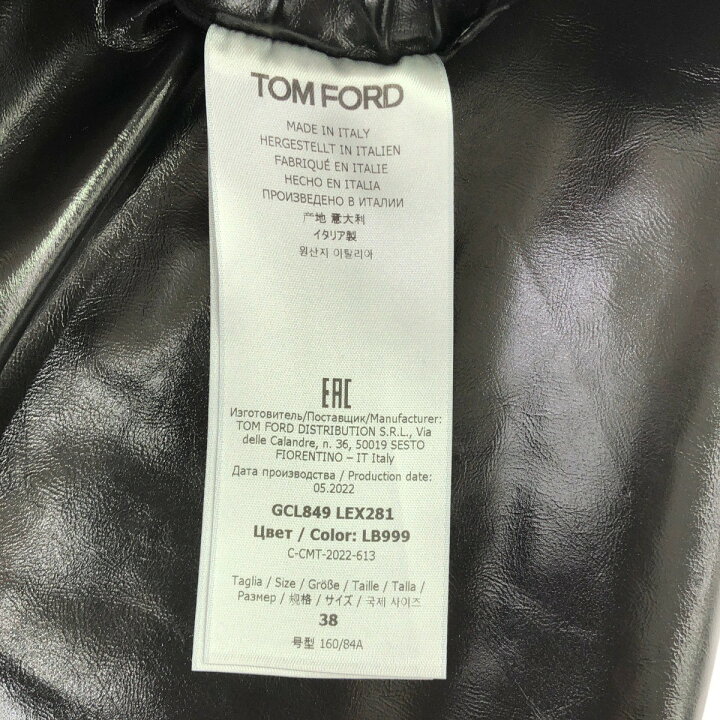 TOM FORD
MADE IN ITALY
HERGESTELLT IN ITALIEN
FABRIQUÉ EN ITALIE
HECHO EN ITALIA
ПРОИЗВЕДЕНО В ИТАЛИИ
产地 意大利
イタリア製
원산지 이탈리아
EAC
Изготовитель/Поставщик/Manufacturer:
TOM FORD DISTRIBUTION S.R.L., Via
delle Calandre, n. 36, 50019 SESTO
FIORENTINO – IT Italy
Дата производства / Production date:
05.2022
GCL849 LEX281
Цвет / Color: LB999
C-CMT-2022-613
Taglia / Size / Größe / Taille / Talla /
Размер / 规格 / サイズ / 국제 사이즈
38
号型 160/84A